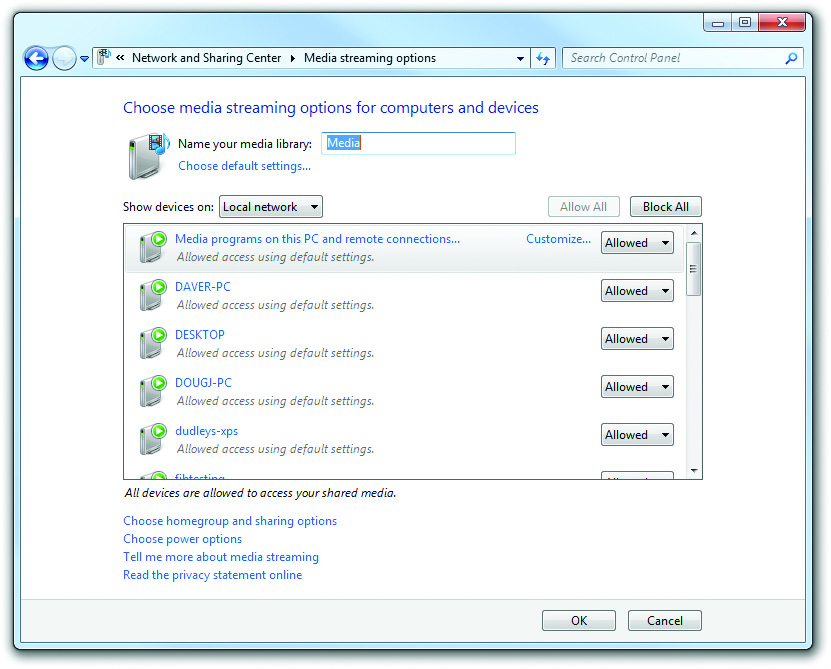 « Network and Sharing Center ▸ Media streaming options
Search Control Panel
Choose media streaming options for computers and devices
Name your media library: Media
Choose default settings...
Show devices on: Local network
Allow All
Block All
Media programs on this PC and remote connections... Customize... Allowed
Allowed access using default settings.
DAVER-PC Allowed
Allowed access using default settings.
DESKTOP Allowed
Allowed access using default settings.
DOUGJ-PC Allowed
Allowed access using default settings.
dudleys-xps Allowed
Allowed access using default settings.
All devices are allowed to access your shared media.
Choose homegroup and sharing options
Choose power options
Tell me more about media streaming
Read the privacy statement online
OK
Cancel